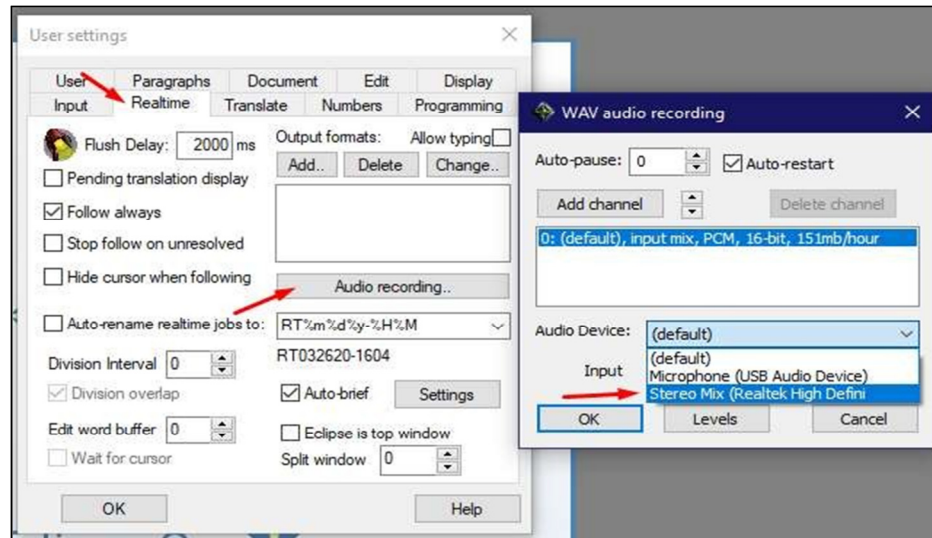 User settings
User Paragraphs Document Edit Display
Input Realtime Translate Numbers Programming
Flush Delay: 2000 ms
Pending translation display
Follow always
Stop follow on unresolved
Hide cursor when following
Output formats: Allow typing
Add.. Delete Change..
Audio recording..
Auto-rename realtime jobs to: RT%m%d%y-%H%M
RT032620-1604
Division Interval 0
Division overlap
Auto-brief Settings
Edit word buffer 0
Wait for cursor
Eclipse is top window
Split window 0
OK Help
WAV audio recording
Auto-pause: 0 Auto-restart
Add channel Delete channel
0: (default), input mix, PCM, 16-bit, 151mb/hour
Audio Device: (default)
(default)
Input Microphone (USB Audio Device)
Stereo Mix (Realtek High Defini
OK Levels Cancel